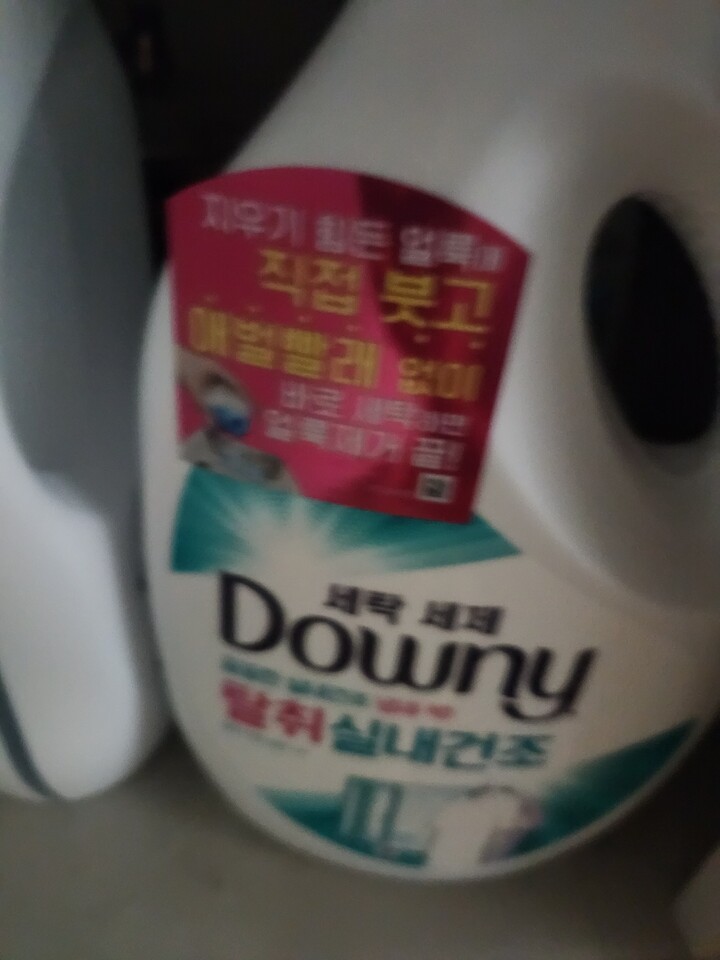 지우기 힘든 얼룩에
직접 붓고
애벌빨래 없이
바로 세탁하면
얼룩제거 끝!
세탁 세제
Downy
탈취 실내건조